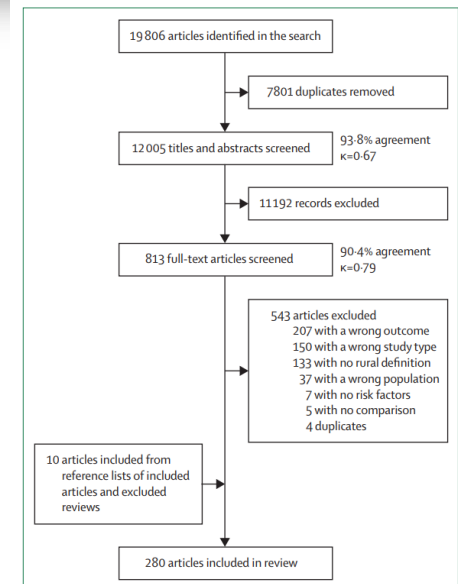 19 806 articles identified in the search
7801 duplicates removed
12 005 titles and abstracts screened
93·8% agreement
κ=0·67
11 192 records excluded
813 full-text articles screened
90·4% agreement
κ=0·79
543 articles excluded
207 with a wrong outcome
150 with a wrong study type
133 with no rural definition
37 with a wrong population
7 with no risk factors
5 with no comparison
4 duplicates
10 articles included from
reference lists of included
articles and excluded
reviews
280 articles included in review